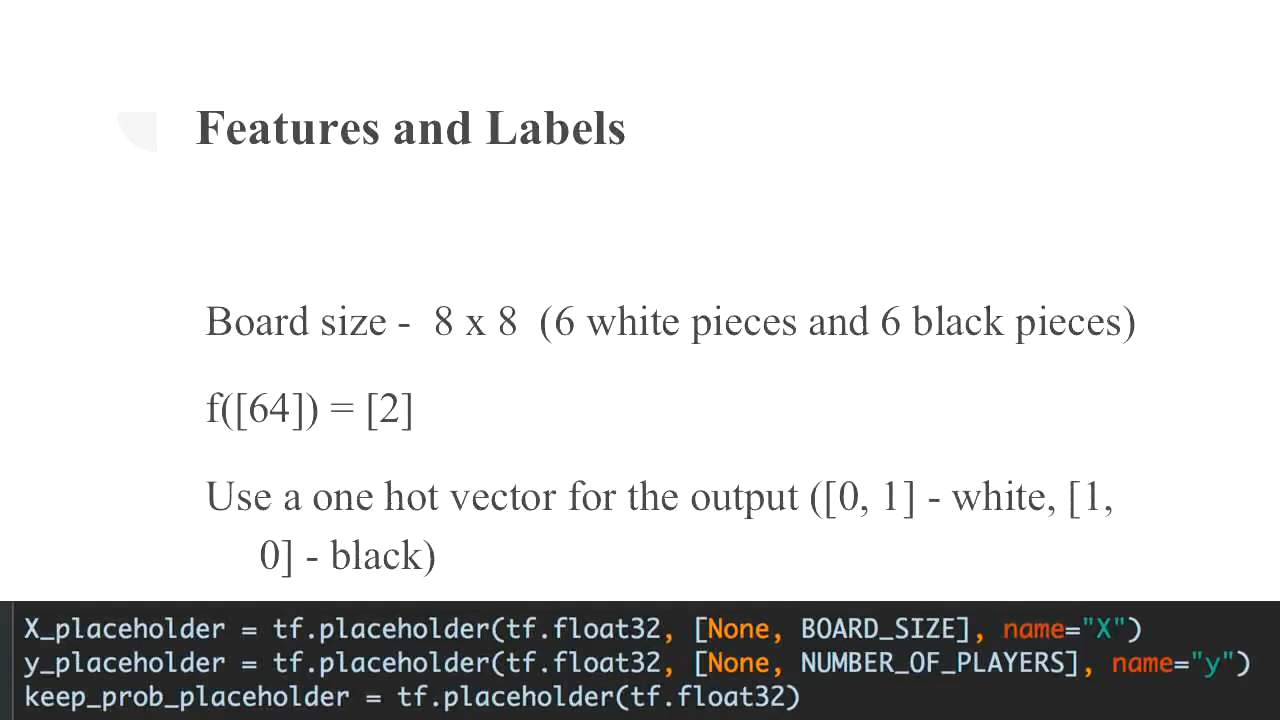 Features and Labels
Board size -  8 x 8  (6 white pieces and 6 black pieces)
f([64]) = [2]
Use a one hot vector for the output ([0, 1] - white, [1,
0] - black)
X_placeholder = tf.placeholder(tf.float32, [None, BOARD_SIZE], name="X")
y_placeholder = tf.placeholder(tf.float32, [None, NUMBER_OF_PLAYERS], name="y")
keep_prob_placeholder = tf.placeholder(tf.float32)